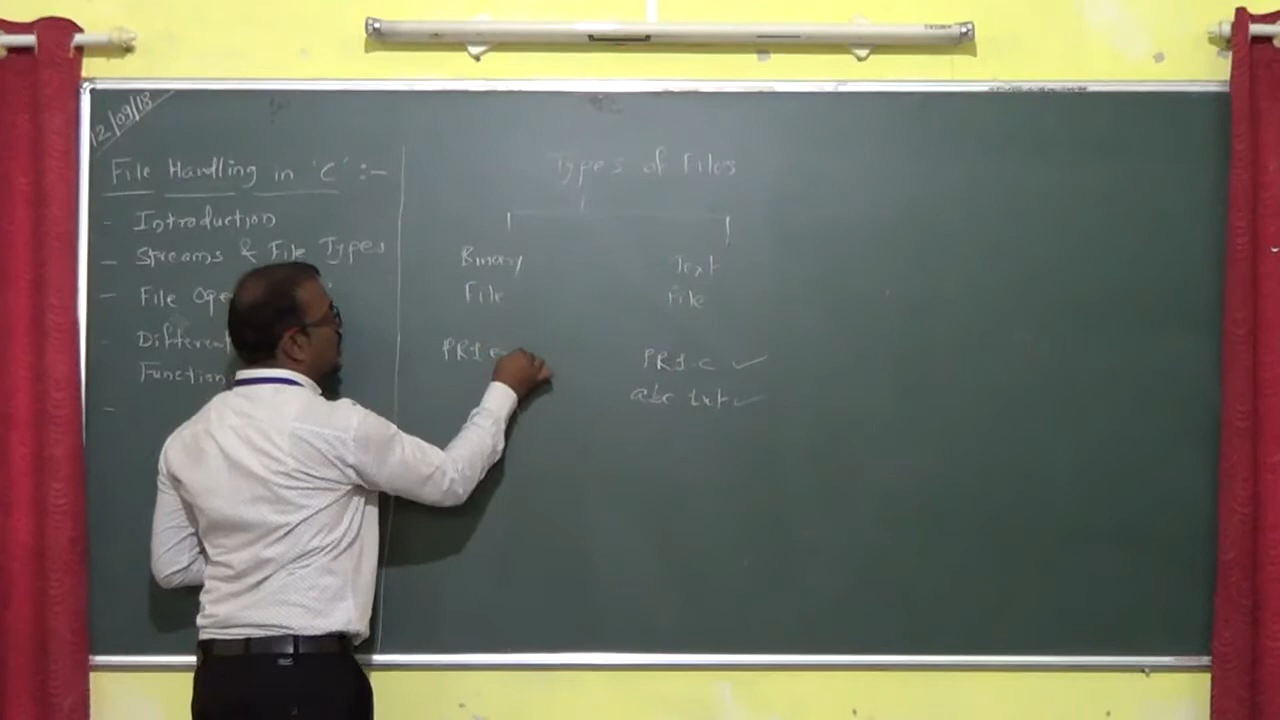 12/09/18
File Handling in 'C' :-
- Introduction
- Streams & File Types
- File Ope
- Different
Function
-
Types of Files
Binary
File
PR1 e
Text
File
PR1.c ✓
abc txt ✓